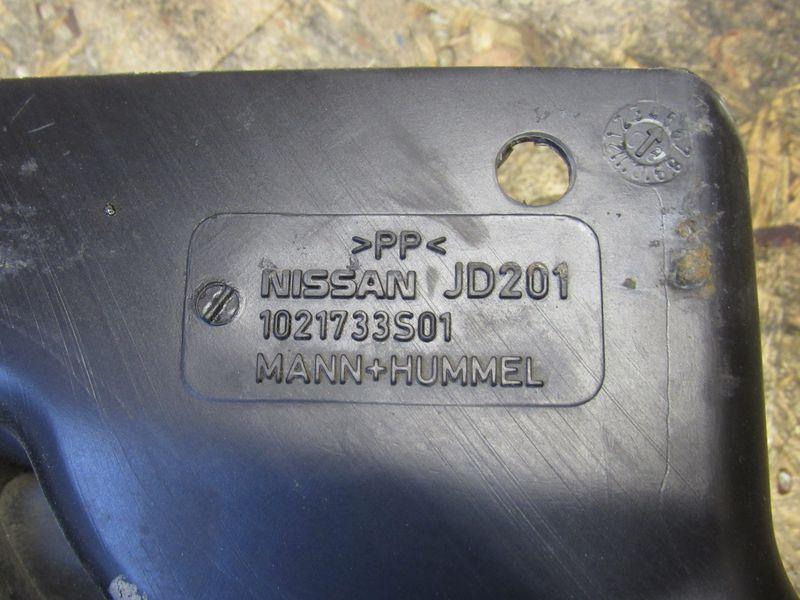 >PP<
NISSAN JD201
1021733S01
MANN+HUMMEL